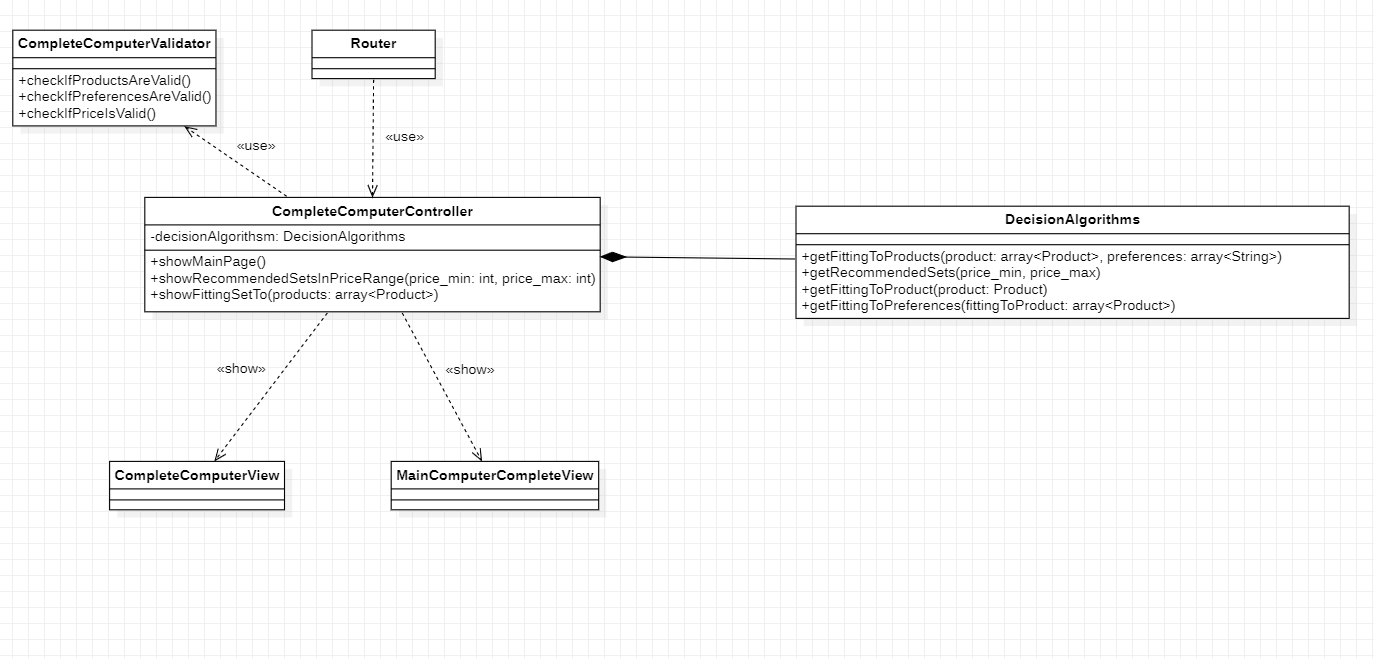 CompleteComputerValidator
+checkIfProductsAreValid()
+checkIfPreferencesAreValid()
+checkIfPriceIsValid()
Router
«use»
«use»
CompleteComputerController
-decisionAlgorithsm: DecisionAlgorithms
+showMainPage()
+showRecommendedSetsInPriceRange(price_min: int, price_max: int)
+showFittingSetTo(products: array<Product>)
DecisionAlgorithms
+getFittingToProducts(product: array<Product>, preferences: array<String>)
+getRecommendedSets(price_min, price_max)
+getFittingToProduct(product: Product)
+getFittingToPreferences(fittingToProduct: array<Product>)
«show»
«show»
CompleteComputerView
MainComputerCompleteView